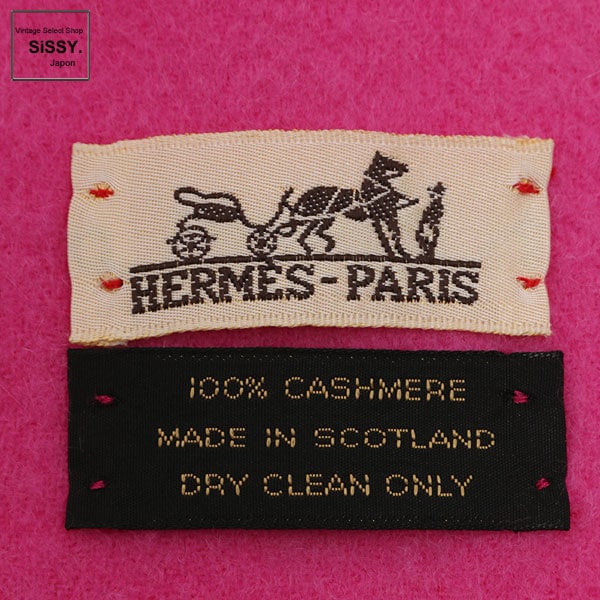 Vintage Select Shop
SiSSY.
Japon
HERMES-PARIS
100% CASHMERE
MADE IN SCOTLAND
DRY CLEAN ONLY